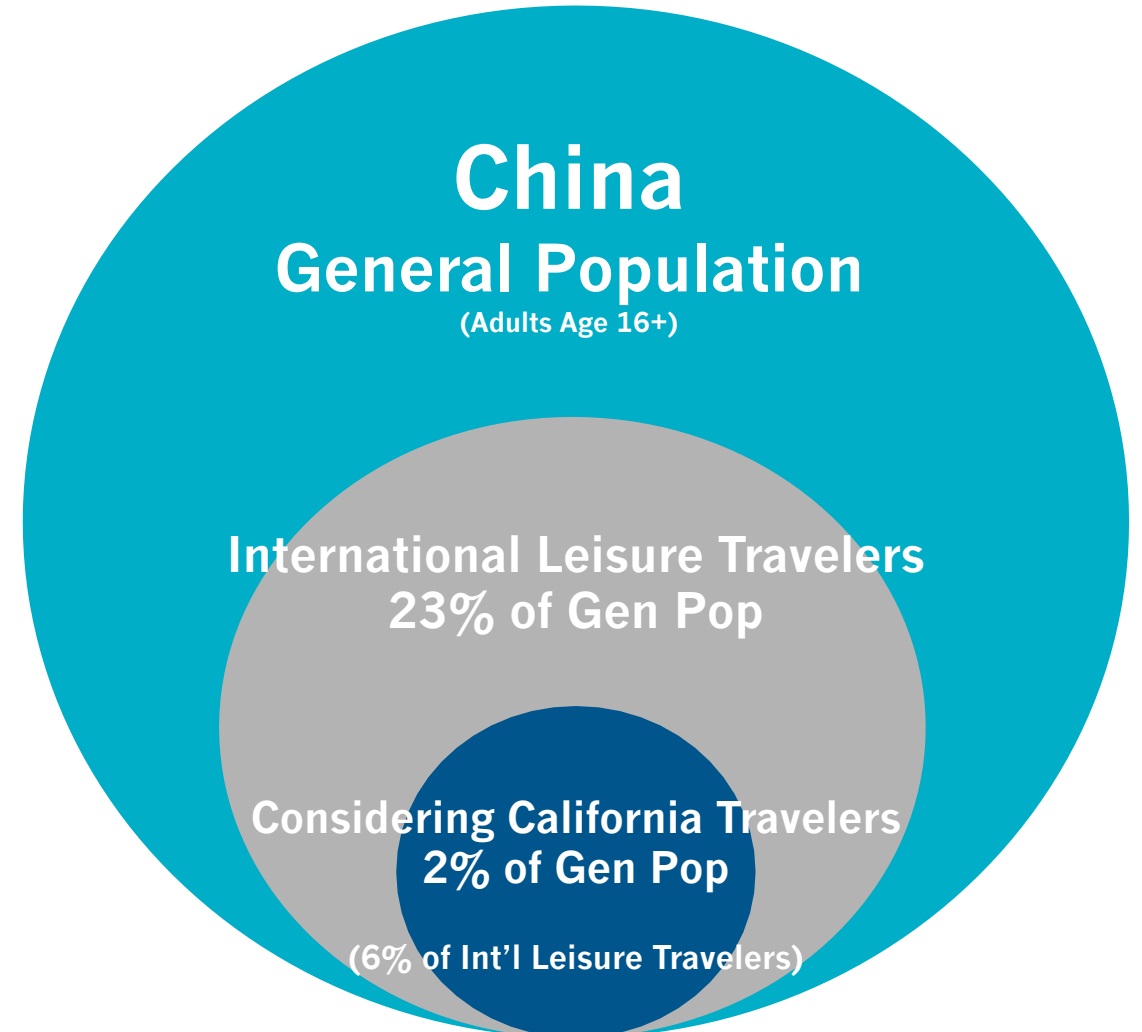 China
General Population
(Adults Age 16+)
International Leisure Travelers
23% of Gen Pop
Considering California Travelers
2% of Gen Pop
(6% of Int’l Leisure Travelers)